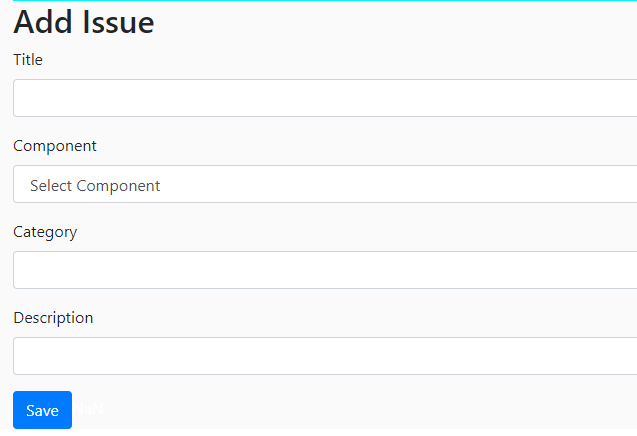 Add Issue
Title
Component
Select Component
Category
Description
Save